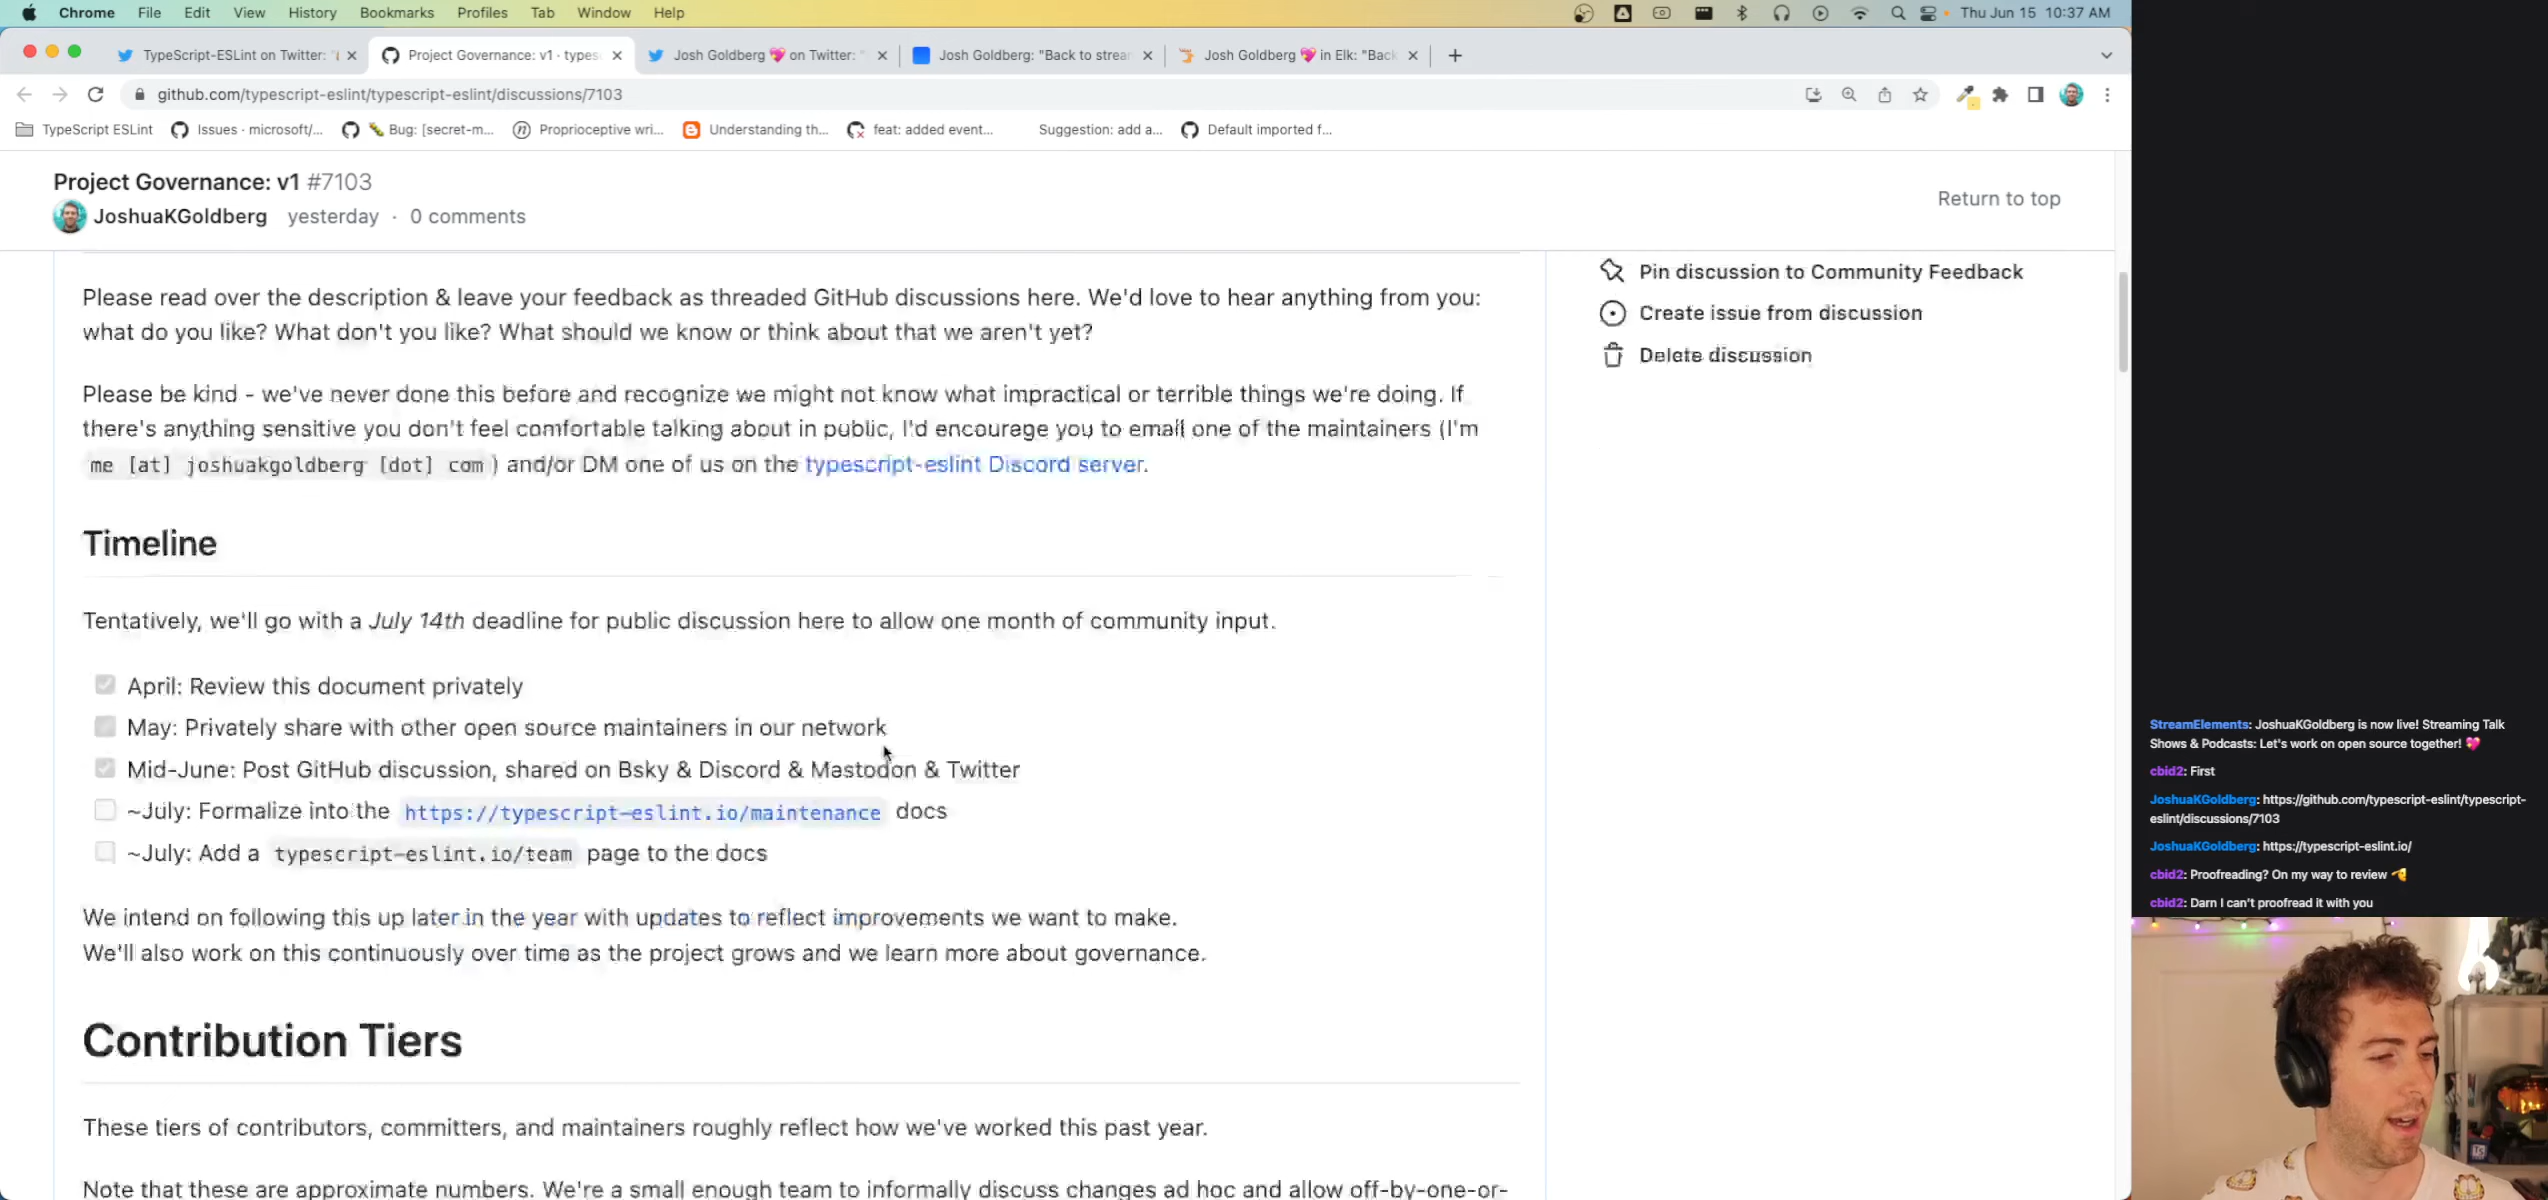 Chrome File Edit View History Bookmarks Profiles Tab Window Help
Thu Jun 15 10:37 AM
TypeScript-ESLint on Twitter: "
Project Governance: v1 · types
Josh Goldberg 💖 on Twitter: "
Josh Goldberg: "Back to strea
Josh Goldberg 💖 in Elk: "Back
github.com/typescript-eslint/typescript-eslint/discussions/7103
TypeScript ESLint
Issues · microsoft/...
🐛 Bug: [secret-m...
Proprioceptive wri...
Understanding th...
feat: added event...
Suggestion: add a...
Default imported f...
Project Governance: v1 #7103
JoshuaKGoldberg yesterday · 0 comments
Return to top
Please read over the description & leave your feedback as threaded GitHub discussions here. We'd love to hear anything from you:
what do you like? What don't you like? What should we know or think about that we aren't yet?
Please be kind - we've never done this before and recognize we might not know what impractical or terrible things we're doing. If
there's anything sensitive you don't feel comfortable talking about in public, I'd encourage you to email one of the maintainers (I'm
me [at] joshuakgoldberg [dot] com ) and/or DM one of us on the typescript-eslint Discord server.
Timeline
Tentatively, we'll go with a July 14th deadline for public discussion here to allow one month of community input.
April: Review this document privately
May: Privately share with other open source maintainers in our network
Mid-June: Post GitHub discussion, shared on Bsky & Discord & Mastodon & Twitter
~July: Formalize into the https://typescript-eslint.io/maintenance docs
~July: Add a typescript-eslint.io/team page to the docs
We intend on following this up later in the year with updates to reflect improvements we want to make.
We'll also work on this continuously over time as the project grows and we learn more about governance.
Contribution Tiers
These tiers of contributors, committers, and maintainers roughly reflect how we've worked this past year.
Note that these are approximate numbers. We're a small enough team to informally discuss changes ad hoc and allow off-by-one-or-
Pin discussion to Community Feedback
Create issue from discussion
Delete discussion
StreamElements: JoshuaKGoldberg is now live! Streaming Talk
Shows & Podcasts: Let's work on open source together! 💖
cbid2: First
JoshuaKGoldberg: https://github.com/typescript-eslint/typescript-
eslint/discussions/7103
JoshuaKGoldberg: https://typescript-eslint.io/
cbid2: Proofreading? On my way to review 🫡
cbid2: Darn I can't proofread it with you